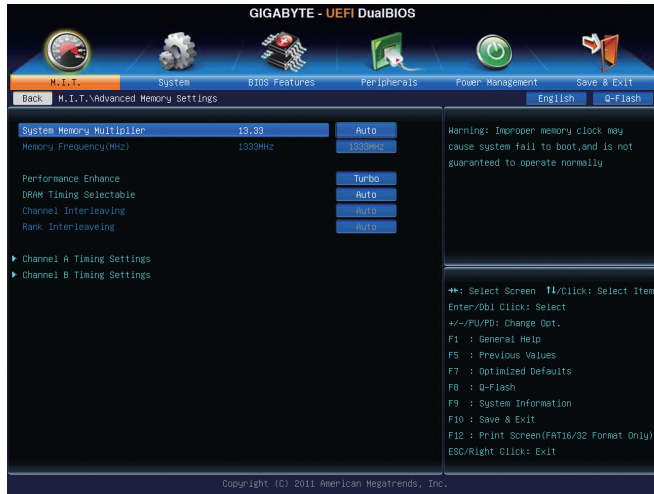 GIGABYTE - UEFI DualBIOS
M.I.T. System BIOS Features Peripherals Power Management Save & Exit
Back M.I.T.\Advanced Memory Settings English Q-Flash
System Memory Multiplier 13.33 Auto
Memory Frequency(MHz) 1333MHz 1333MHz
Performance Enhance Turbo
DRAM Timing Selectable Auto
Channel Interleaving Auto
Rank Interleaveing Auto
Channel A Timing Settings
Channel B Timing Settings
Warning: Improper memory clock may
cause system fail to boot,and is not
guaranteed to operate normally
→←: Select Screen ↑↓/Click: Select Item
Enter/Dbl Click: Select
+/-/PU/PD: Change Opt.
F1 : General Help
F5 : Previous Values
F7 : Optimized Defaults
F8 : Q-Flash
F9 : System Information
F10 : Save & Exit
F12 : Print Screen(FAT16/32 Format Only)
ESC/Right Click: Exit
Copyright (C) 2011 American Megatrends, Inc.